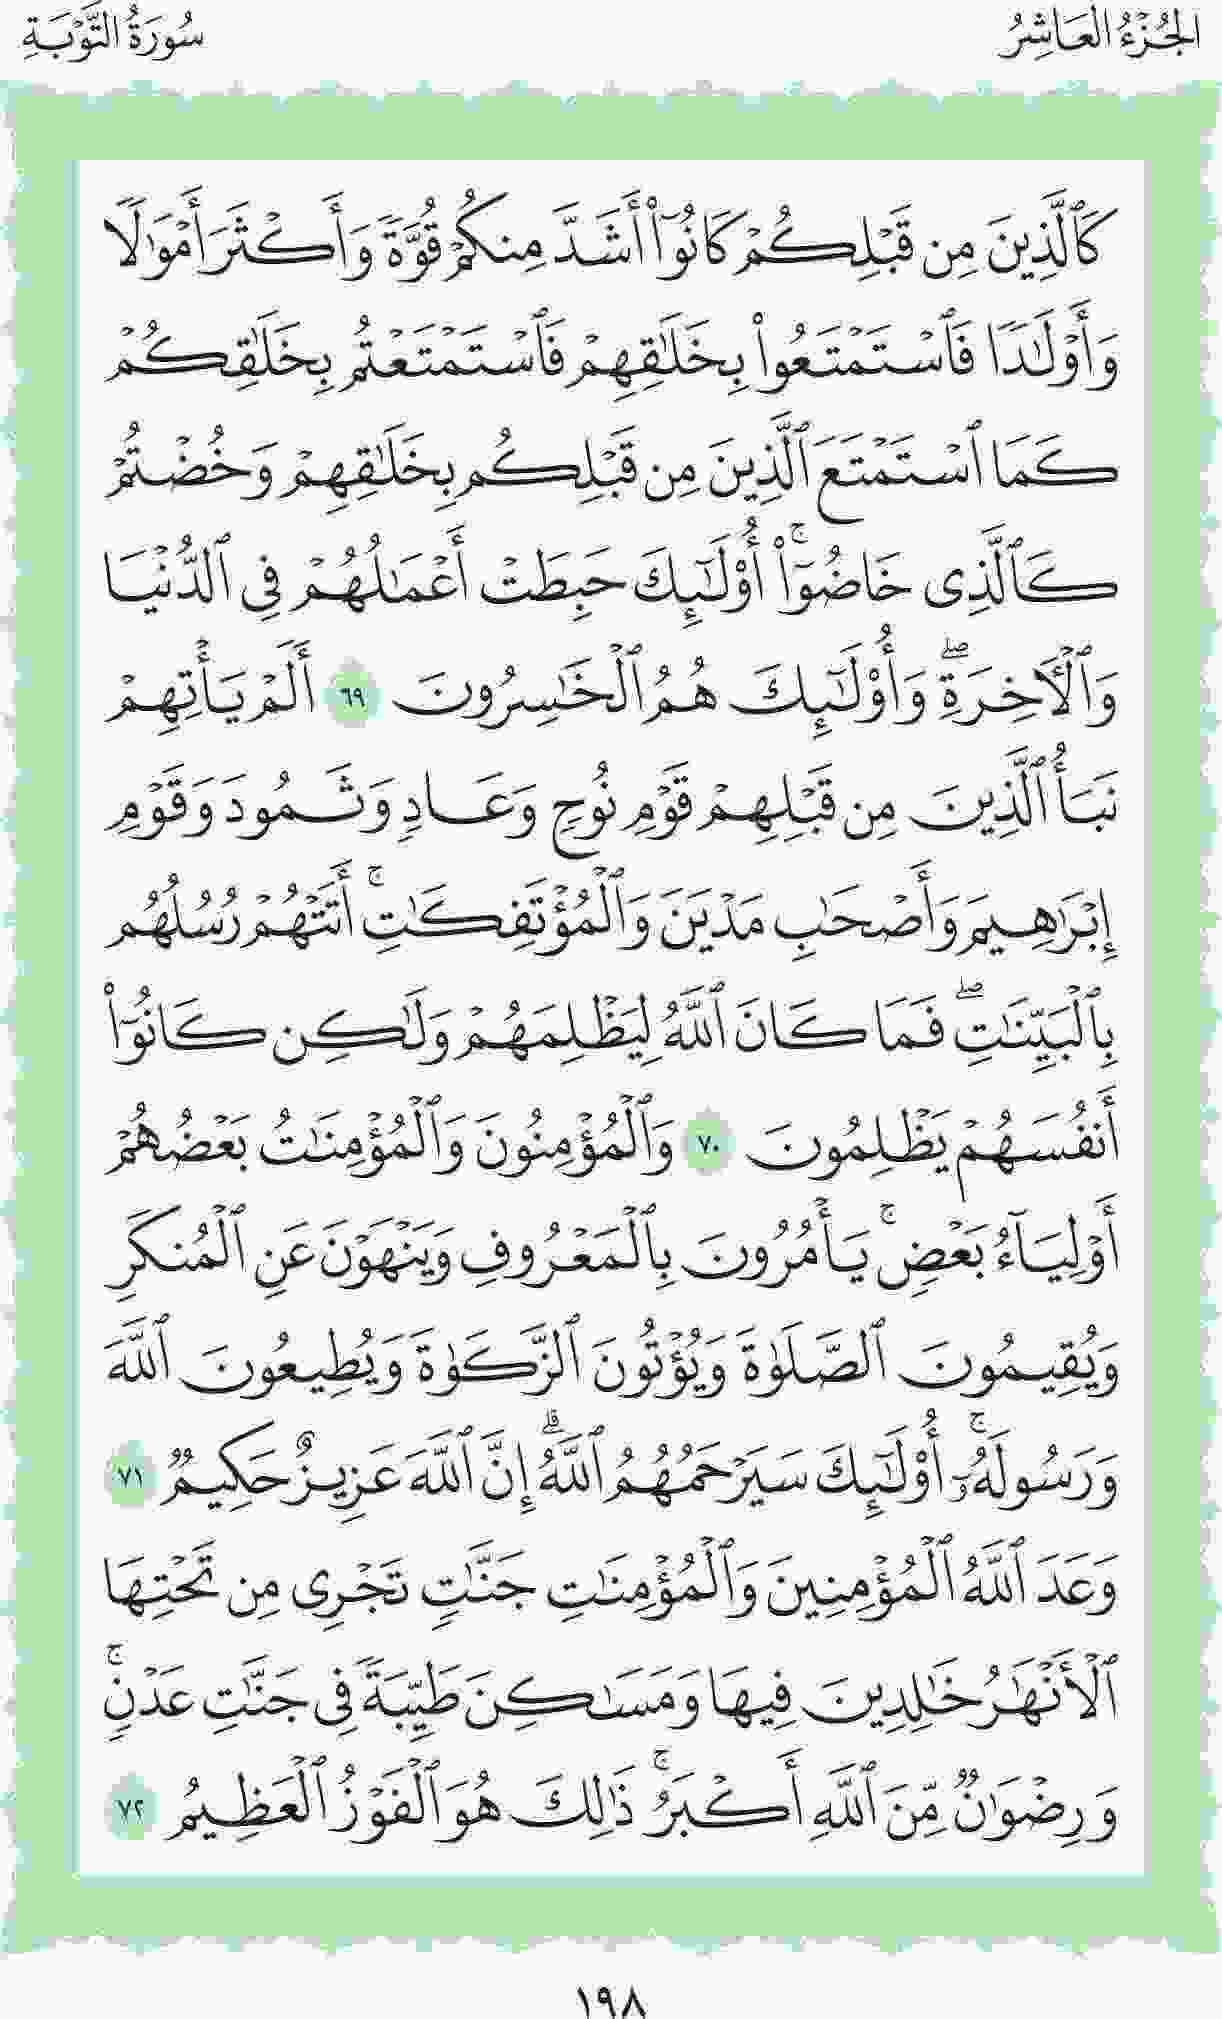 الجُزْءُ العَاشِرُ
سُورَةُ التَّوْبَةِ
كَٱلَّذِينَ مِن قَبْلِكُمْ كَانُوٓا۟ أَشَدَّ مِنكُمْ قُوَّةً وَأَكْثَرَ أَمْوَٰلًا
وَأَوْلَـٰدًا فَٱسْتَمْتَعُوا۟ بِخَلَـٰقِهِمْ فَٱسْتَمْتَعْتُم بِخَلَـٰقِكُمْ
كَمَا ٱسْتَمْتَعَ ٱلَّذِينَ مِن قَبْلِكُم بِخَلَـٰقِهِمْ وَخُضْتُمْ
كَٱلَّذِى خَاضُوٓا۟ ۚ أُو۟لَـٰٓئِكَ حَبِطَتْ أَعْمَـٰلُهُمْ فِى ٱلدُّنْيَا
وَٱلْـَٔاخِرَةِ ۖ وَأُو۟لَـٰٓئِكَ هُمُ ٱلْخَـٰسِرُونَ ٦٩ أَلَمْ يَأْتِهِمْ
نَبَأُ ٱلَّذِينَ مِن قَبْلِهِمْ قَوْمِ نُوحٍ وَعَادٍ وَثَمُودَ وَقَوْمِ
إِبْرَٰهِيمَ وَأَصْحَـٰبِ مَدْيَنَ وَٱلْمُؤْتَفِكَـٰتِ ۚ أَتَتْهُمْ رُسُلُهُم
بِٱلْبَيِّنَـٰتِ ۖ فَمَا كَانَ ٱللَّهُ لِيَظْلِمَهُمْ وَلَـٰكِن كَانُوٓا۟
أَنفُسَهُمْ يَظْلِمُونَ ٧٠ وَٱلْمُؤْمِنُونَ وَٱلْمُؤْمِنَـٰتُ بَعْضُهُمْ
أَوْلِيَآءُ بَعْضٍ ۚ يَأْمُرُونَ بِٱلْمَعْرُوفِ وَيَنْهَوْنَ عَنِ ٱلْمُنكَرِ
وَيُقِيمُونَ ٱلصَّلَوٰةَ وَيُؤْتُونَ ٱلزَّكَوٰةَ وَيُطِيعُونَ ٱللَّهَ
وَرَسُولَهُۥٓ ۚ أُو۟لَـٰٓئِكَ سَيَرْحَمُهُمُ ٱللَّهُ ۗ إِنَّ ٱللَّهَ عَزِيزٌ حَكِيمٌ ٧١
وَعَدَ ٱللَّهُ ٱلْمُؤْمِنِينَ وَٱلْمُؤْمِنَـٰتِ جَنَّـٰتٍ تَجْرِى مِن تَحْتِهَا
ٱلْأَنْهَـٰرُ خَـٰلِدِينَ فِيهَا وَمَسَـٰكِنَ طَيِّبَةً فِى جَنَّـٰتِ عَدْنٍ ۚ
وَرِضْوَٰنٌ مِّنَ ٱللَّهِ أَكْبَرُ ۚ ذَٰلِكَ هُوَ ٱلْفَوْزُ ٱلْعَظِيمُ ٧٢
١٩٨